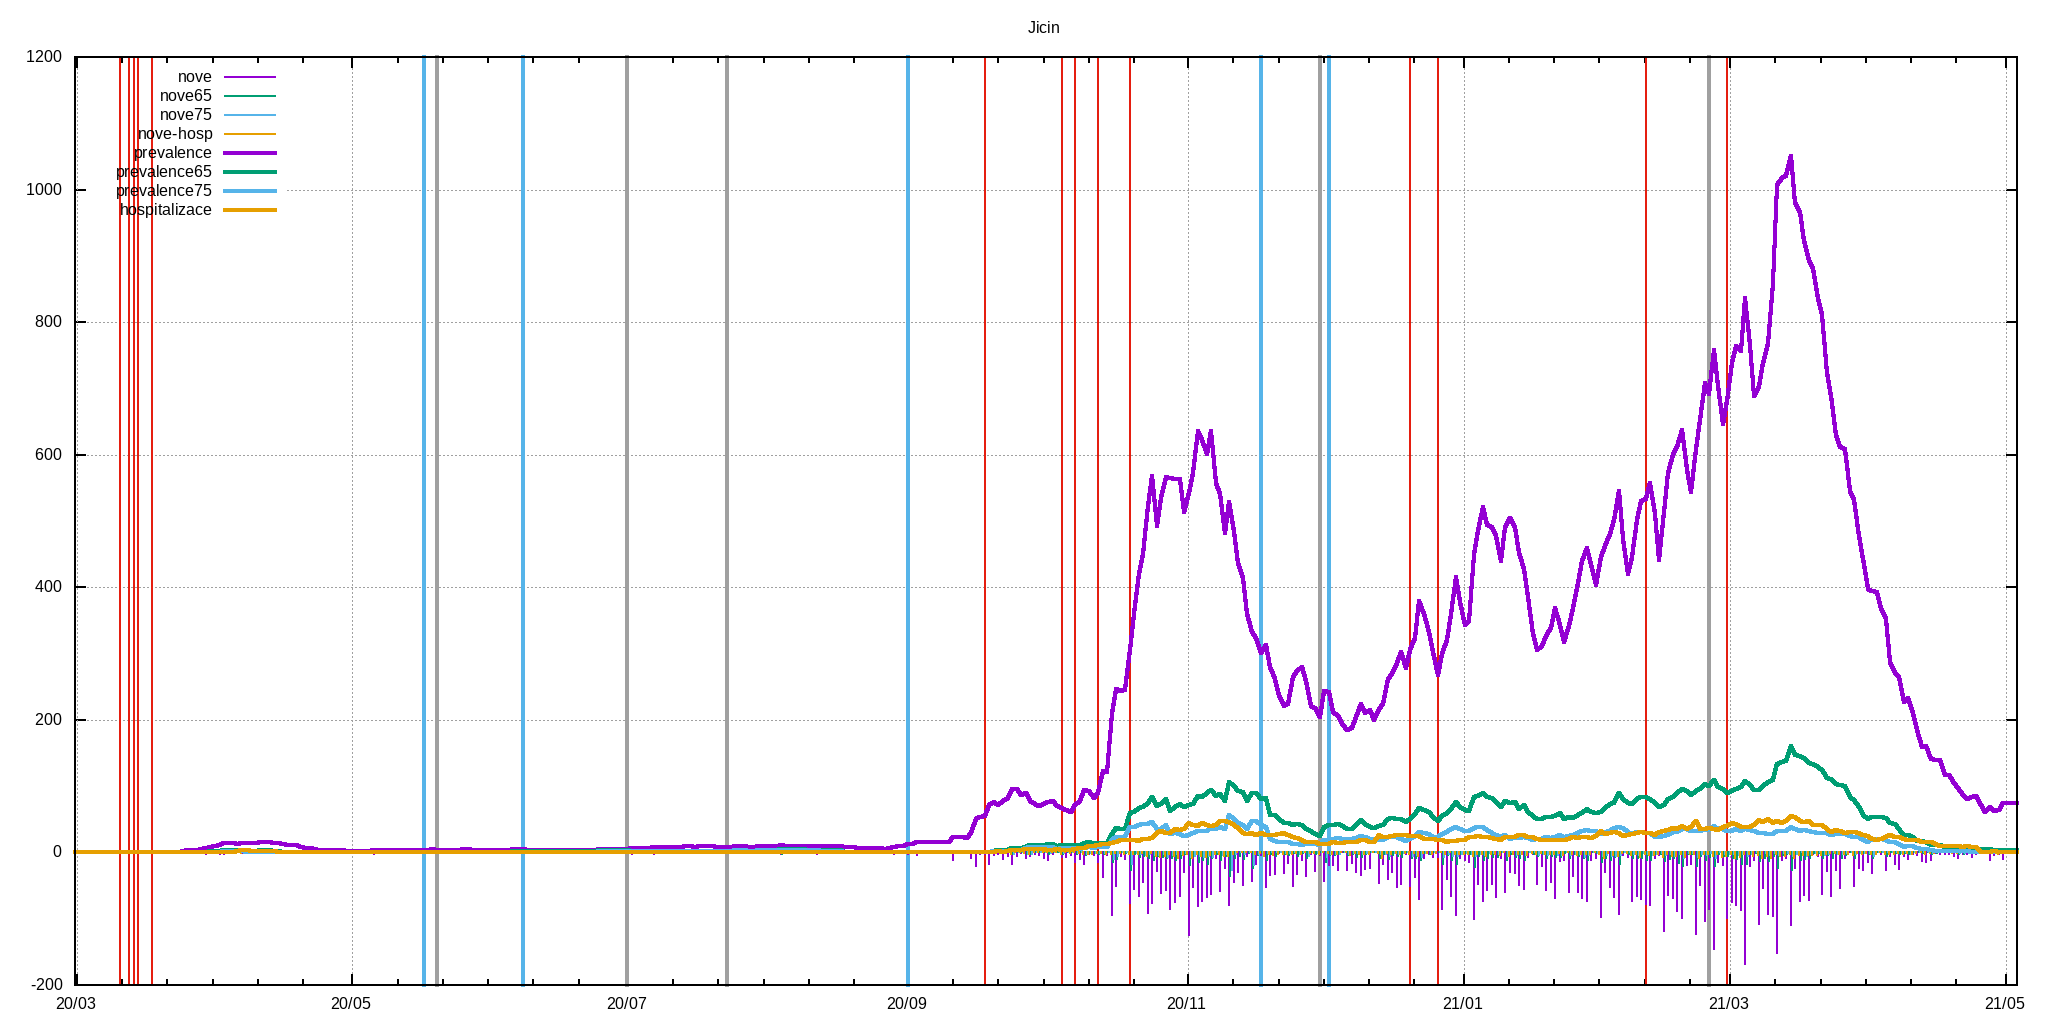 Jicin
1200
1000
800
600
400
200
0
-200
nove
nove65
nove75
nove-hosp
prevalence
prevalence65
prevalence75
hospitalizace
20/03 20/05 20/07 20/09 20/11 21/01 21/03 21/05